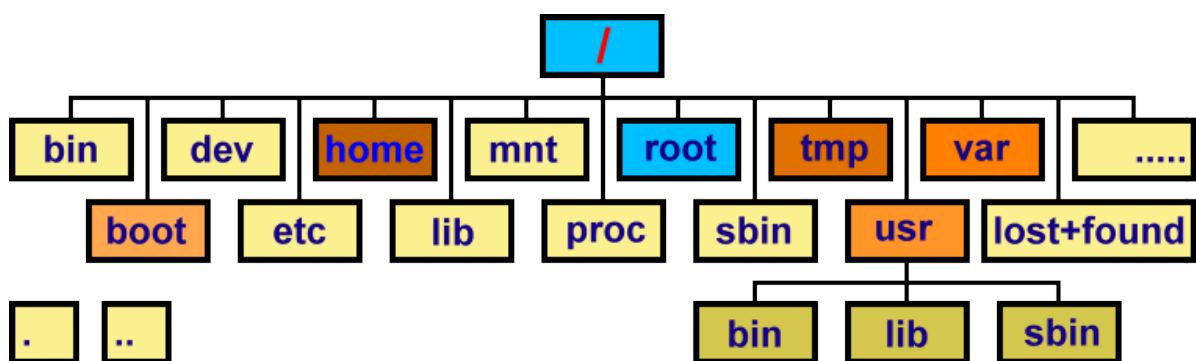 /
bin dev home mnt root tmp var .....
boot etc lib proc sbin usr lost+found
. .. bin lib sbin